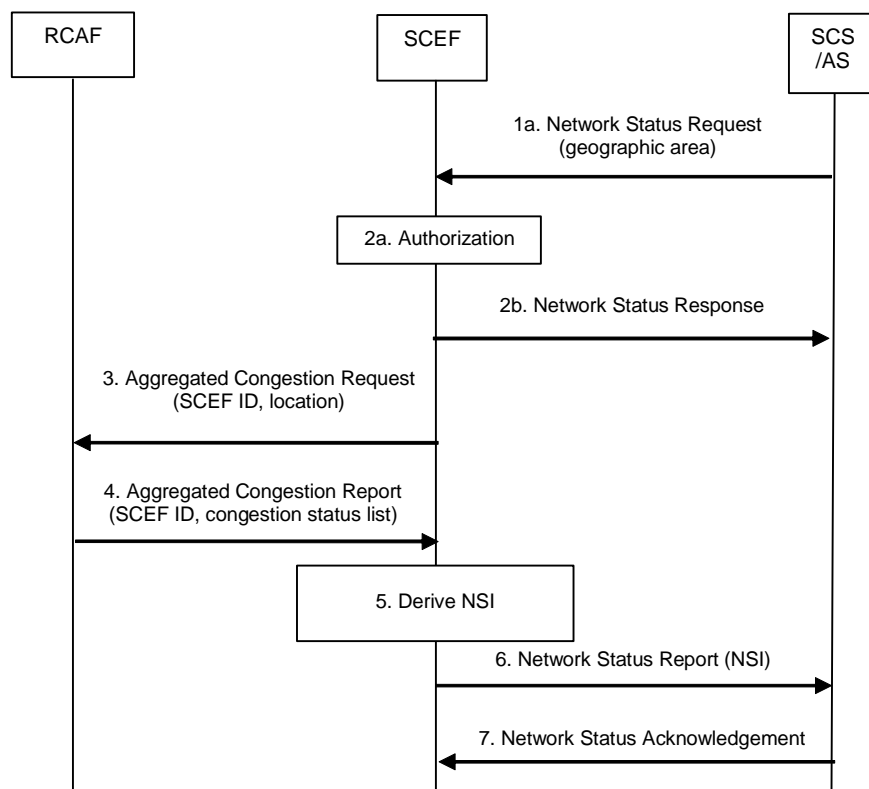 RCAF
SCEF
SCS
/AS
1a. Network Status Request
(geographic area)
2a. Authorization
2b. Network Status Response
3. Aggregated Congestion Request
(SCEF ID, location)
4. Aggregated Congestion Report
(SCEF ID, congestion status list)
5. Derive NSI
6. Network Status Report (NSI)
7. Network Status Acknowledgement